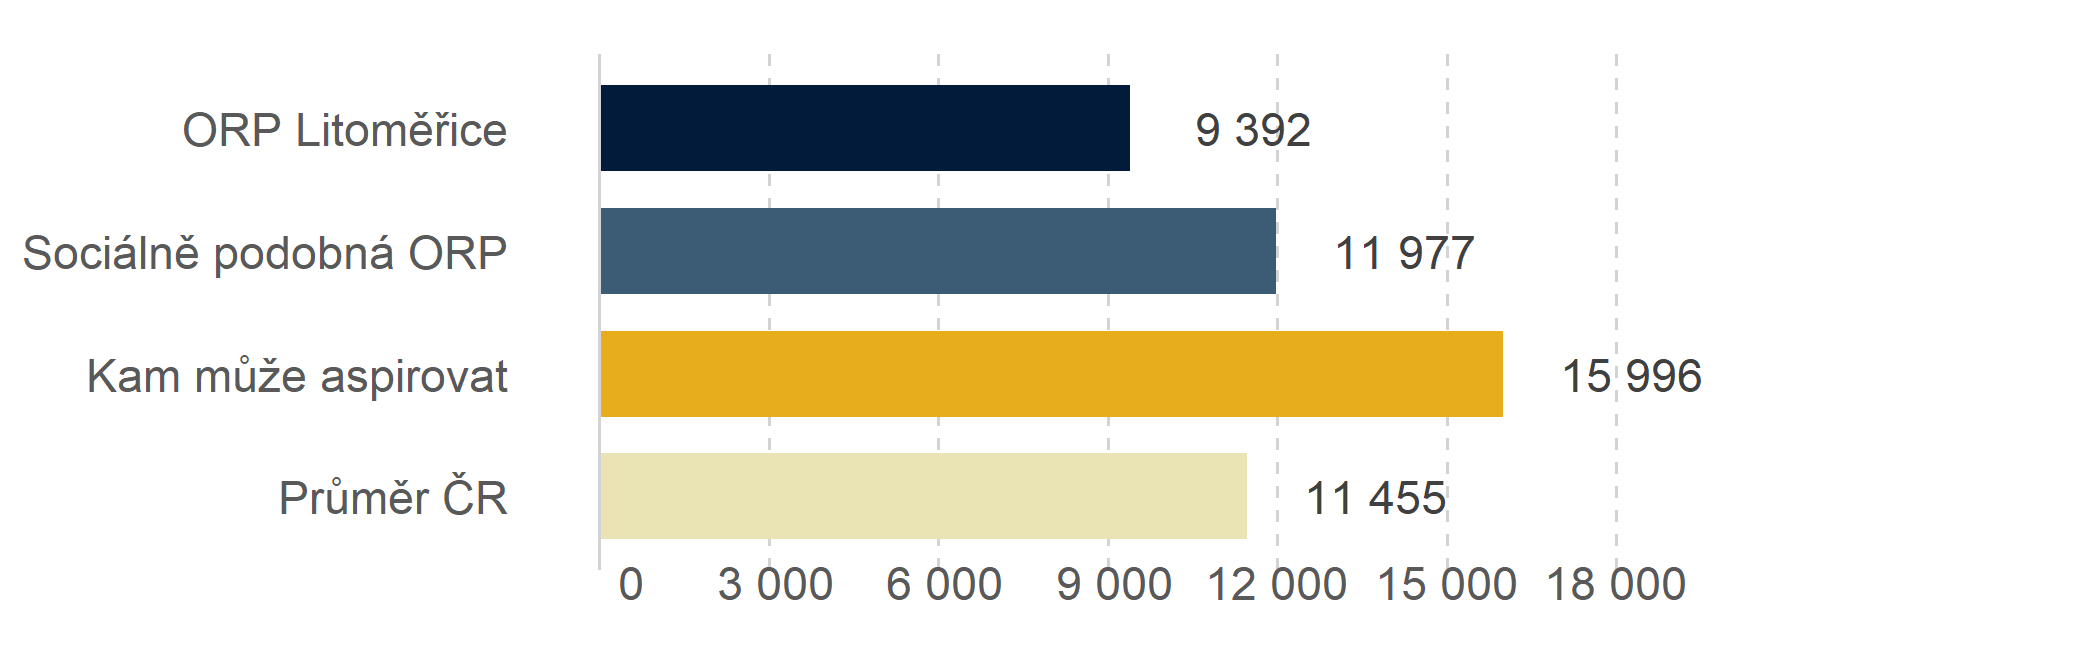 ORP Litoměřice
9 392
Sociálně podobná ORP
11 977
Kam může aspirovat
15 996
Průměr ČR
11 455
0 3 000 6 000 9 000 12 000 15 000 18 000